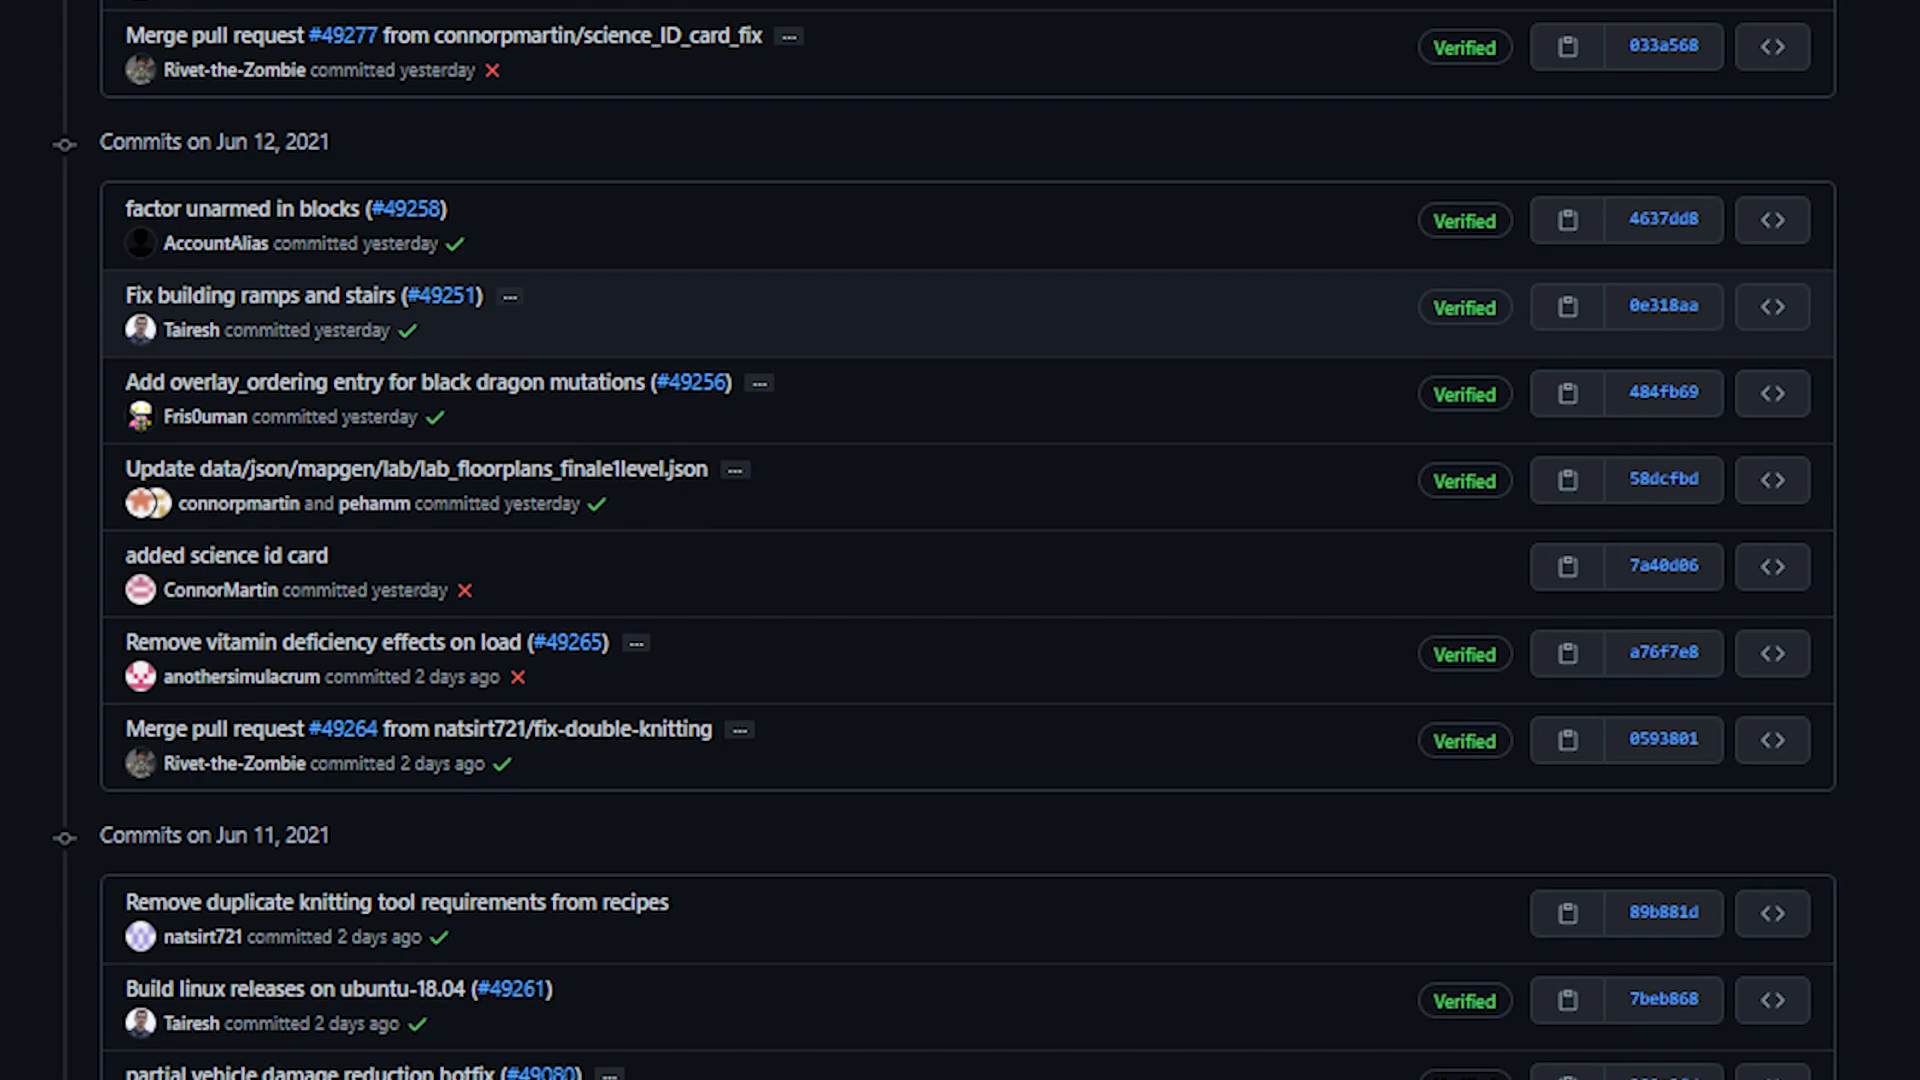 Merge pull request #49277 from connorpmartin/science_ID_card_fix ...
Verified 033a568
Rivet-the-Zombie committed yesterday
Commits on Jun 12, 2021
factor unarmed in blocks (#49258)
Verified 4637dd8
AccountAlias committed yesterday
Fix building ramps and stairs (#49251) ...
Verified 0e318aa
Tairesh committed yesterday
Add overlay_ordering entry for black dragon mutations (#49256) ...
Verified 484fb69
Fris0uman committed yesterday
Update data/json/mapgen/lab/lab_floorplans_finale1level.json ...
Verified 58dcfbd
connorpmartin and pehamm committed yesterday
added science id card
7a40d06
ConnorMartin committed yesterday
Remove vitamin deficiency effects on load (#49265) ...
Verified a76f7e8
anothersimulacrum committed 2 days ago
Merge pull request #49264 from natsirt721/fix-double-knitting ...
Verified 0593801
Rivet-the-Zombie committed 2 days ago
Commits on Jun 11, 2021
Remove duplicate knitting tool requirements from recipes
89b881d
natsirt721 committed 2 days ago
Build linux releases on ubuntu-18.04 (#49261)
Verified 7beb868
Tairesh committed 2 days ago
partial vehicle damage reduction hotfix (#49080) ...